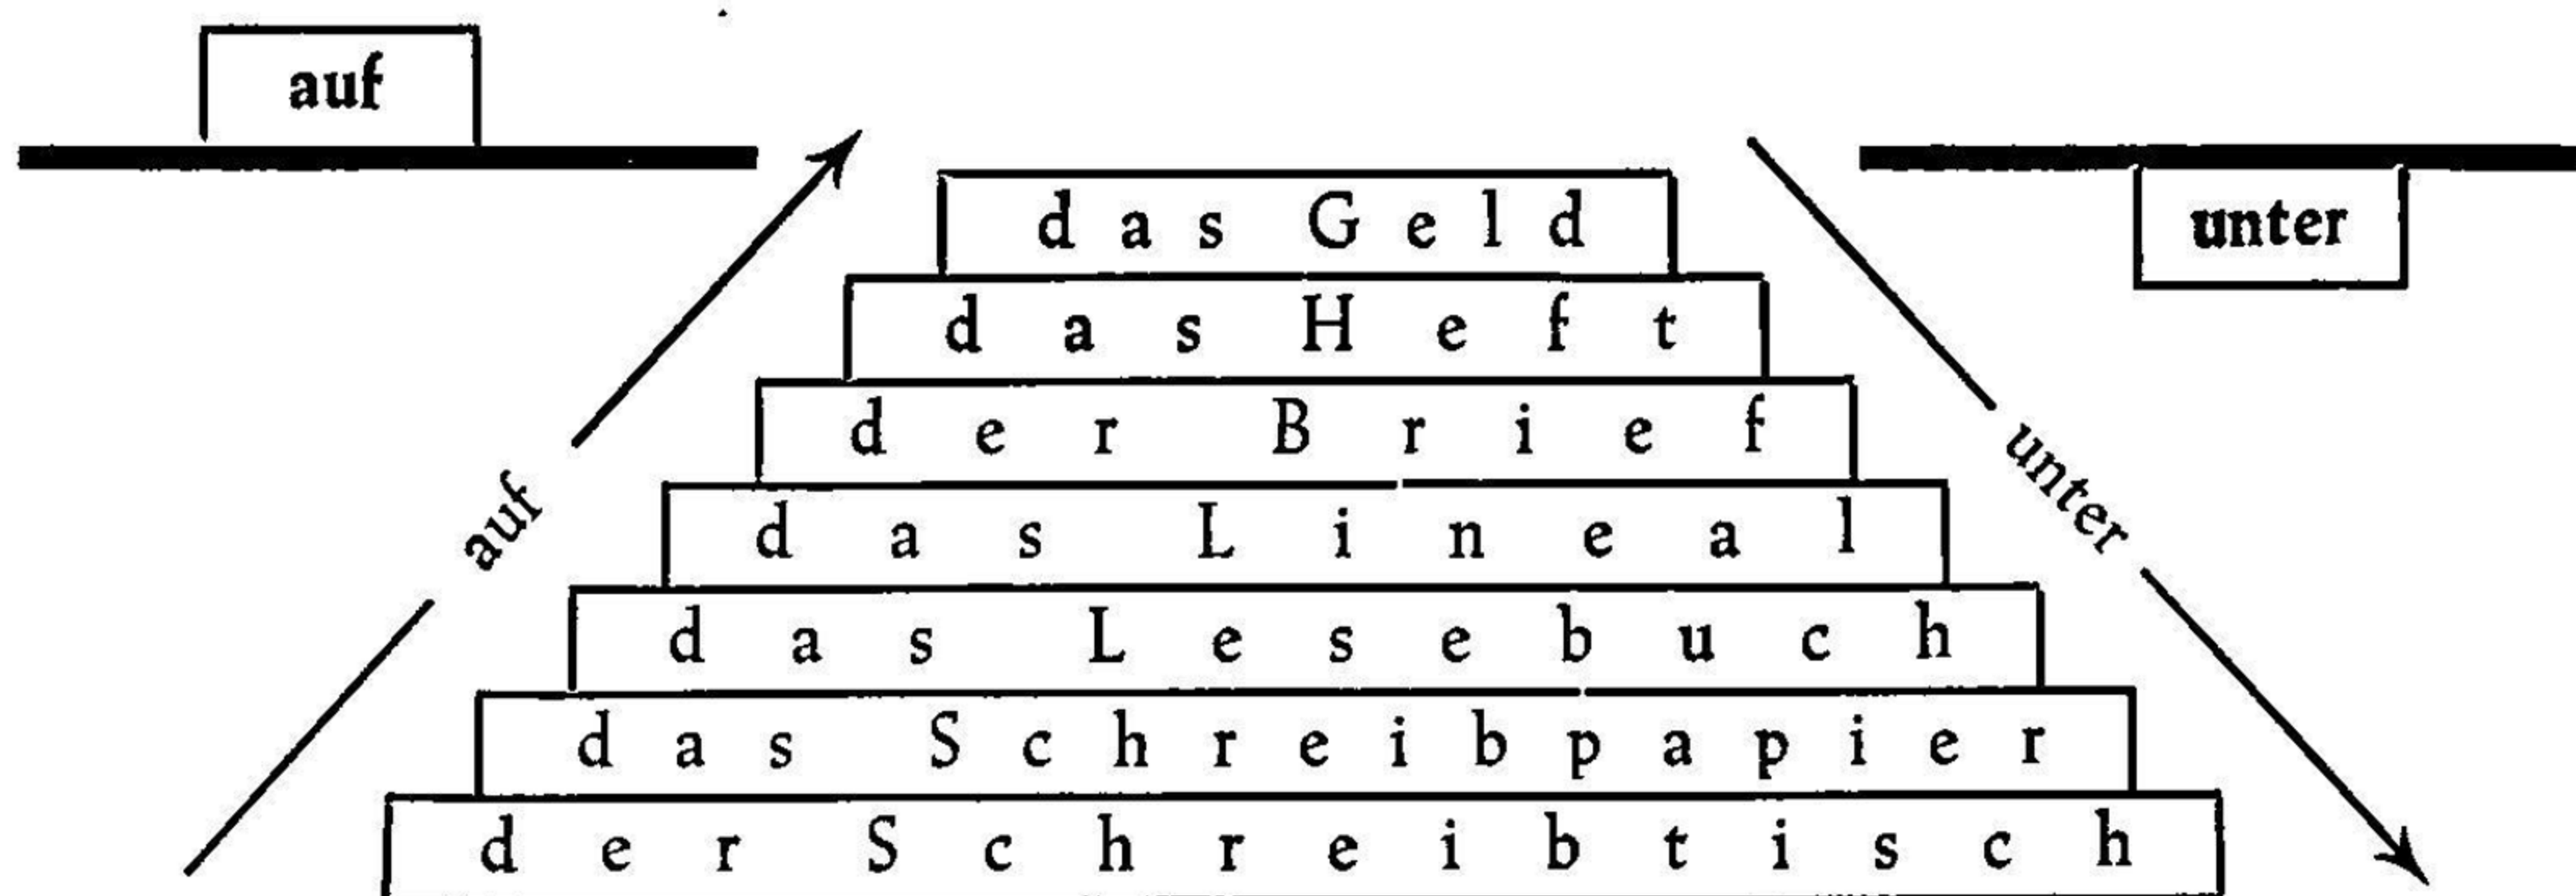 auf
unter
das Geld
das Heft
der Brief
das Lineal
auf
unter
das Lesebuch
das Schreibpapier
der Schreibtisch